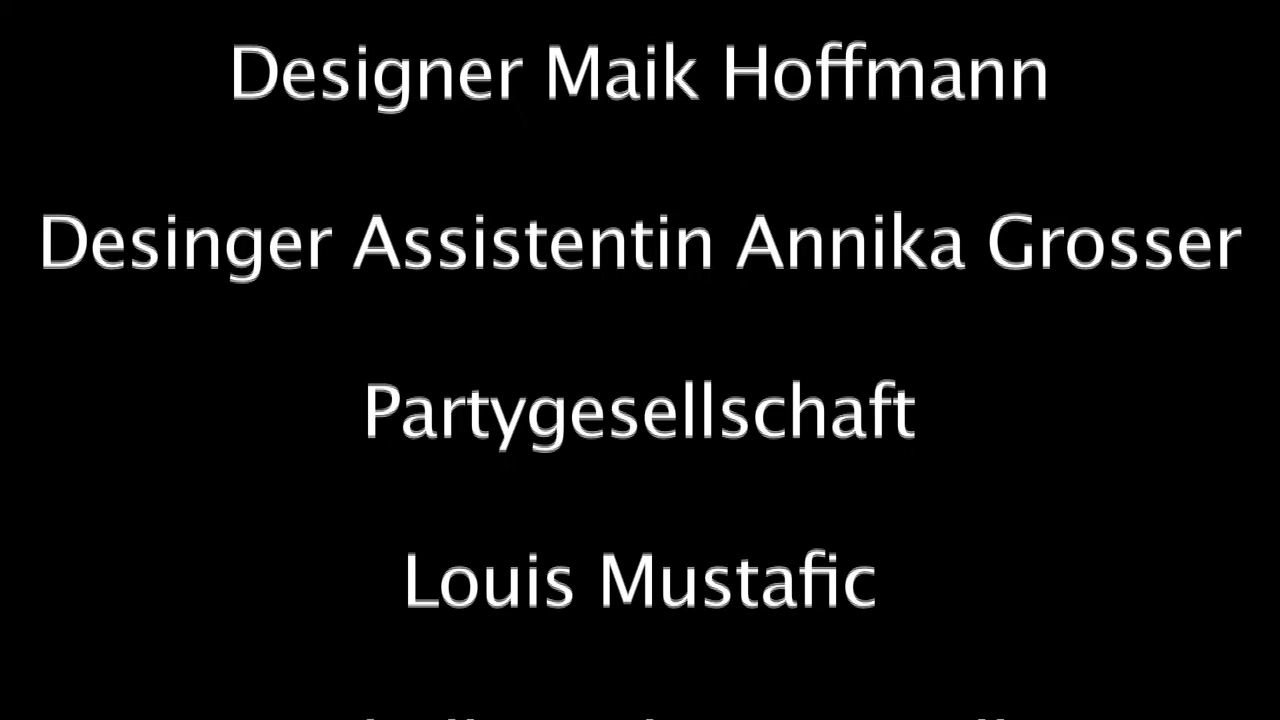 Designer Maik Hoffmann
Desinger Assistentin Annika Grosser
Partygesellschaft
Louis Mustafic